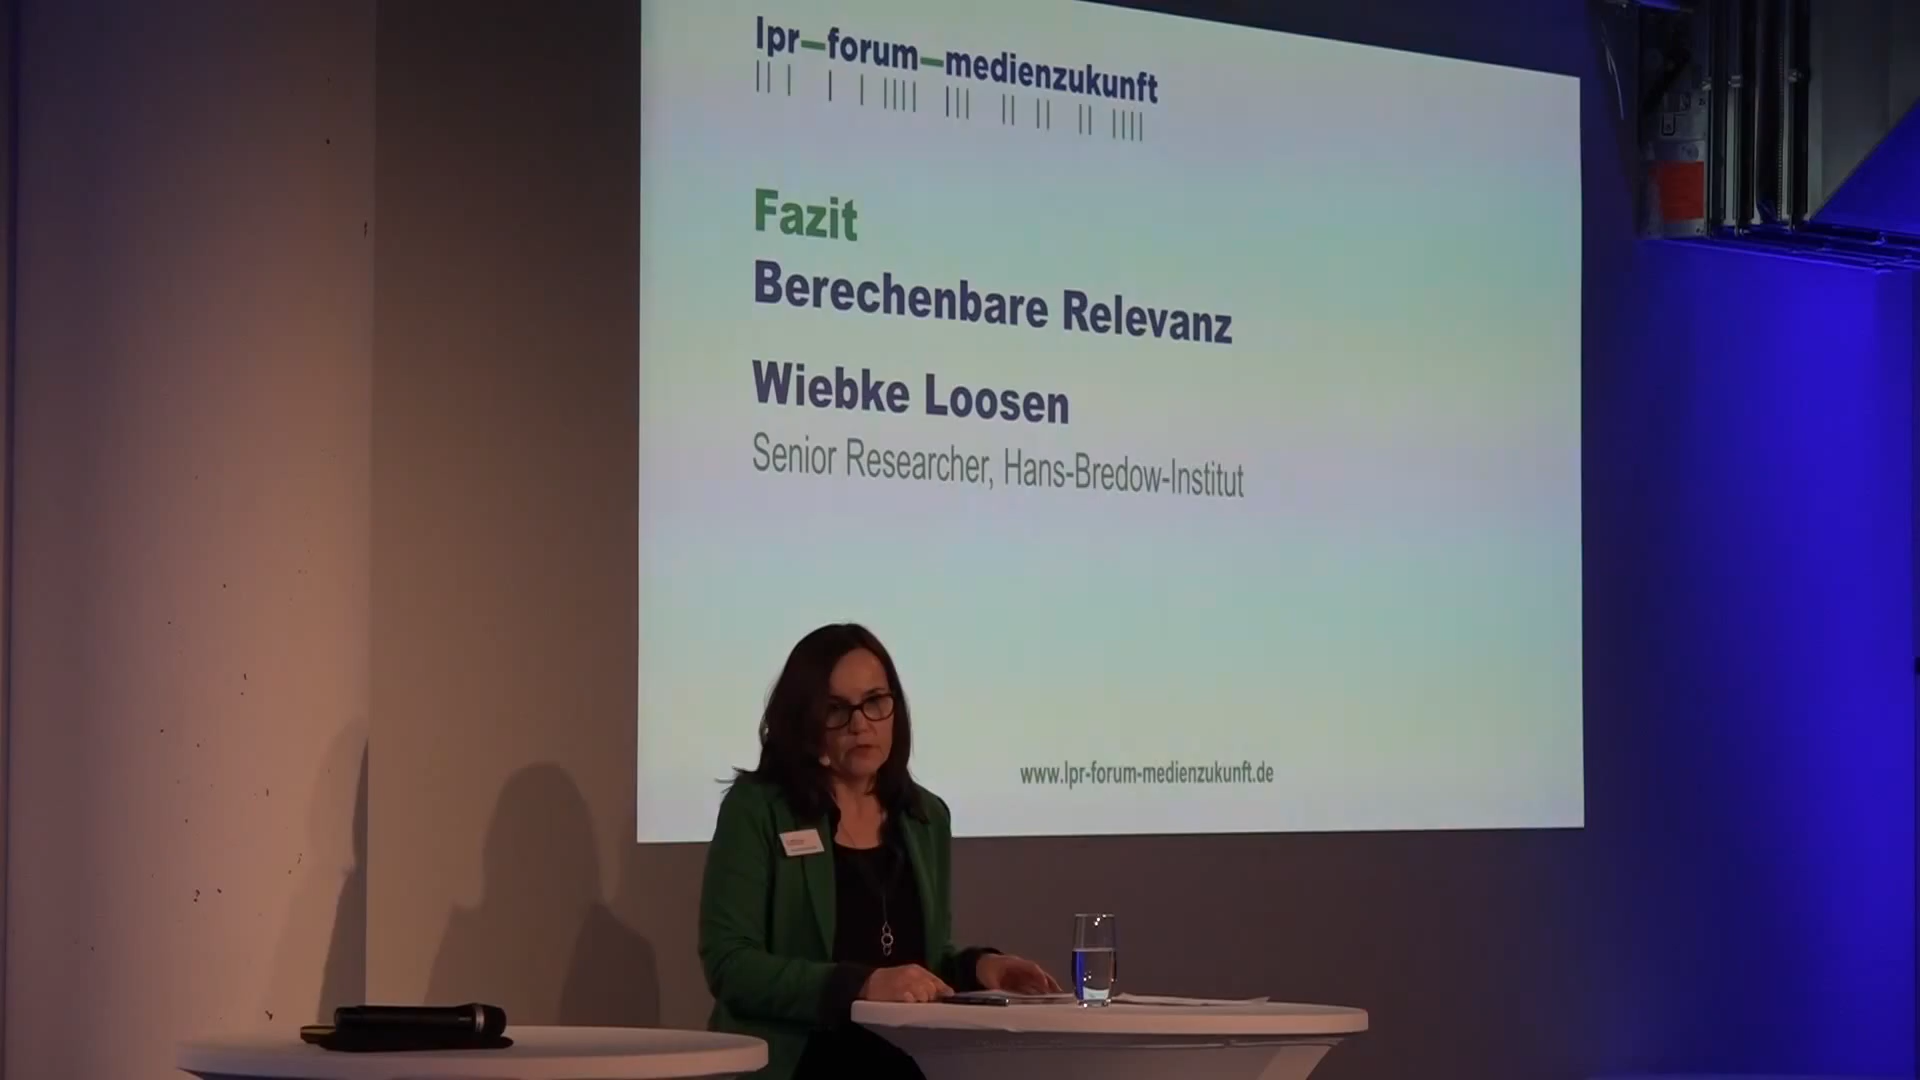 lpr–forum–medienzukunft
Fazit
Berechenbare Relevanz
Wiebke Loosen
Senior Researcher, Hans-Bredow-Institut
www.lpr-forum-medienzukunft.de